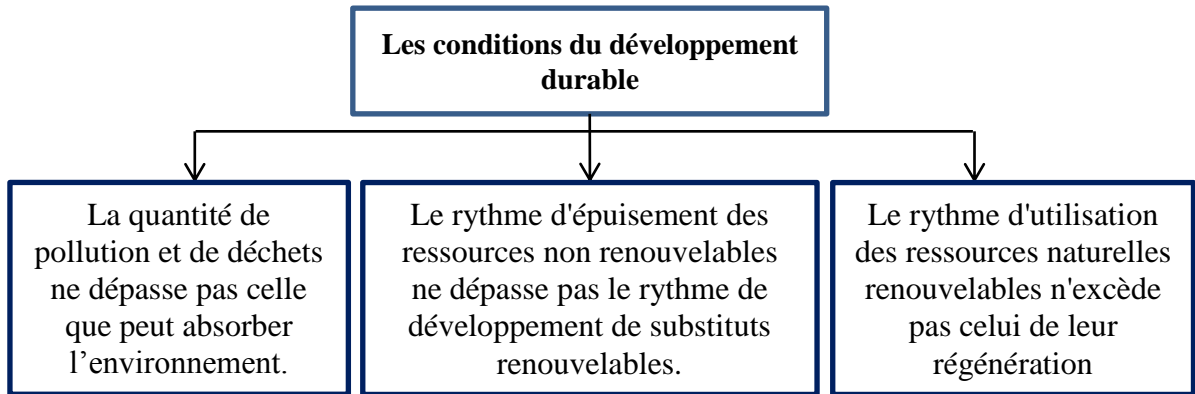 Les conditions du développement
durable
La quantité de
pollution et de déchets
ne dépasse pas celle
que peut absorber
l’environnement.
Le rythme d'épuisement des
ressources non renouvelables
ne dépasse pas le rythme de
développement de substituts
renouvelables.
Le rythme d'utilisation
des ressources naturelles
renouvelables n'excède
pas celui de leur
régénération